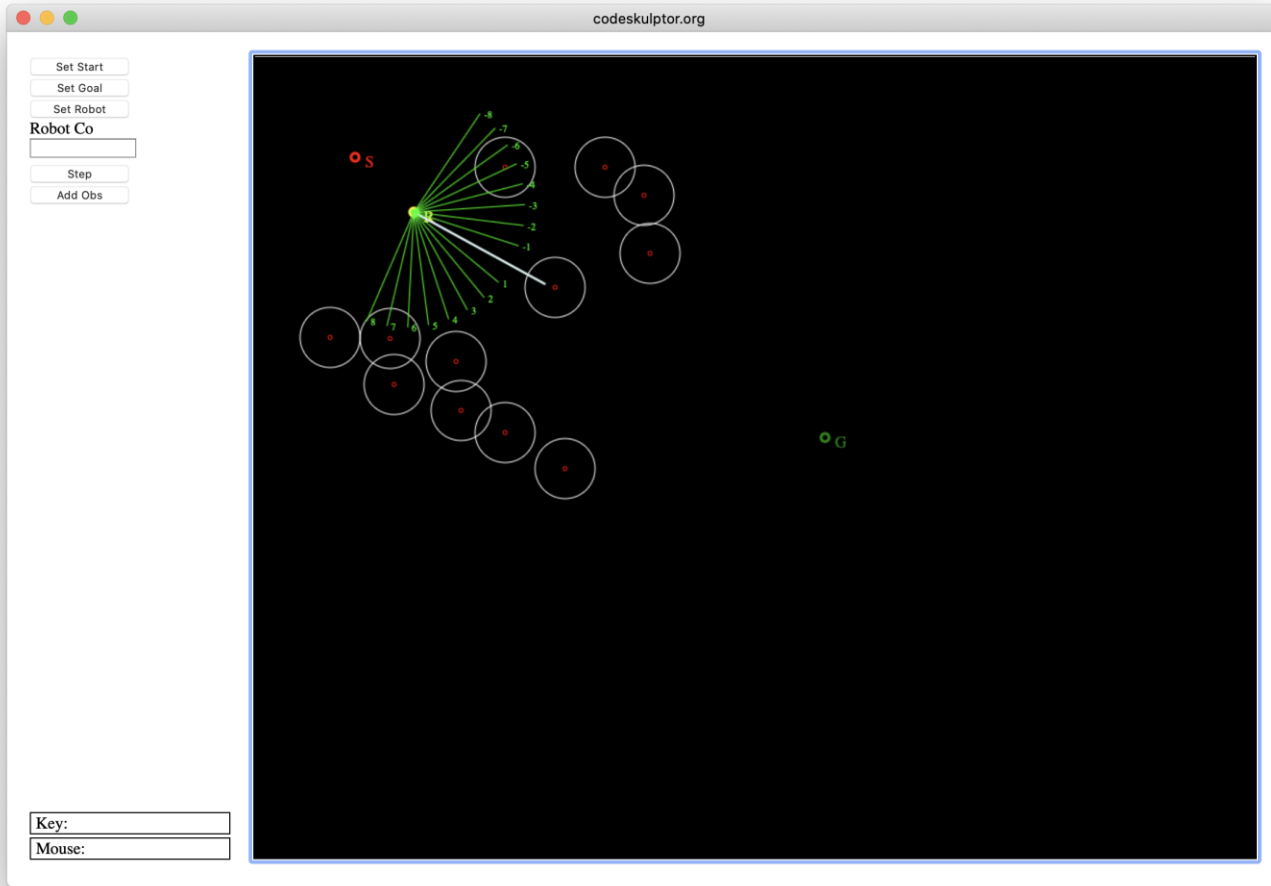 codeskulptor.org
Set Start
Set Goal
Set Robot
Robot Co
Step
Add Obs
S
-8
-7
-6
-5
-4
-3
-2
-1
R
1
2
3
4
5
6
7
8
G
Key:
Mouse: